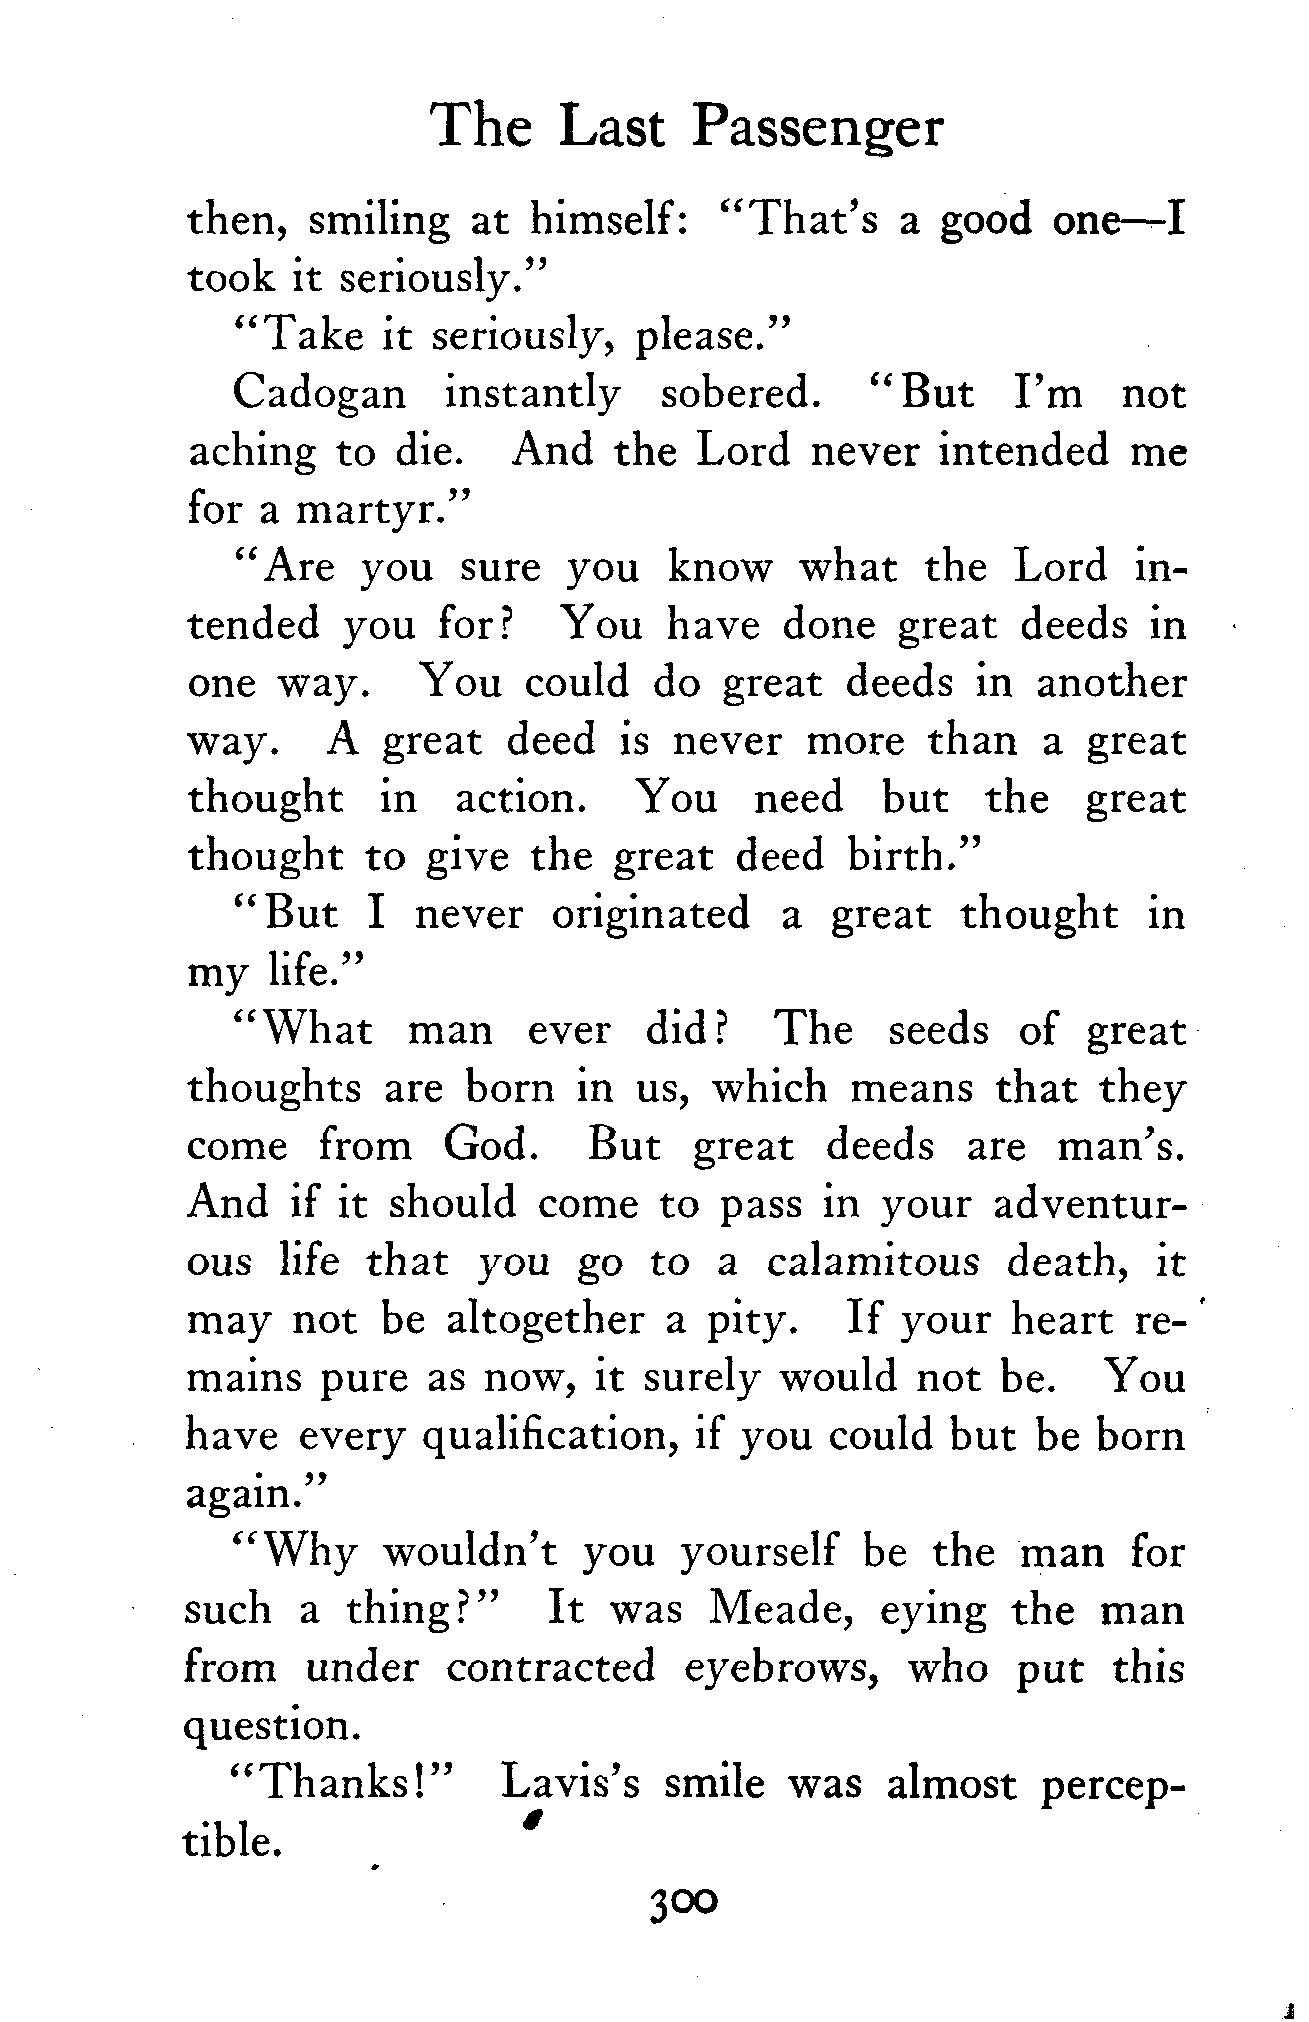 The Last Passenger
then, smiling at himself: "That's a good one—I
took it seriously."
"Take it seriously, please."
Cadogan instantly sobered. "But I'm not
aching to die. And the Lord never intended me
for a martyr."
"Are you sure you know what the Lord in-
tended you for? You have done great deeds in
one way. You could do great deeds in another
way. A great deed is never more than a great
thought in action. You need but the great
thought to give the great deed birth."
"But I never originated a great thought in
my life."
"What man ever did? The seeds of great
thoughts are born in us, which means that they
come from God. But great deeds are man's.
And if it should come to pass in your adventur-
ous life that you go to a calamitous death, it
may not be altogether a pity. If your heart re-
mains pure as now, it surely would not be. You
have every qualification, if you could but be born
again."
"Why wouldn't you yourself be the man for
such a thing?" It was Meade, eying the man
from under contracted eyebrows, who put this
question.
"Thanks!" Lavis's smile was almost percep-
tible.
300